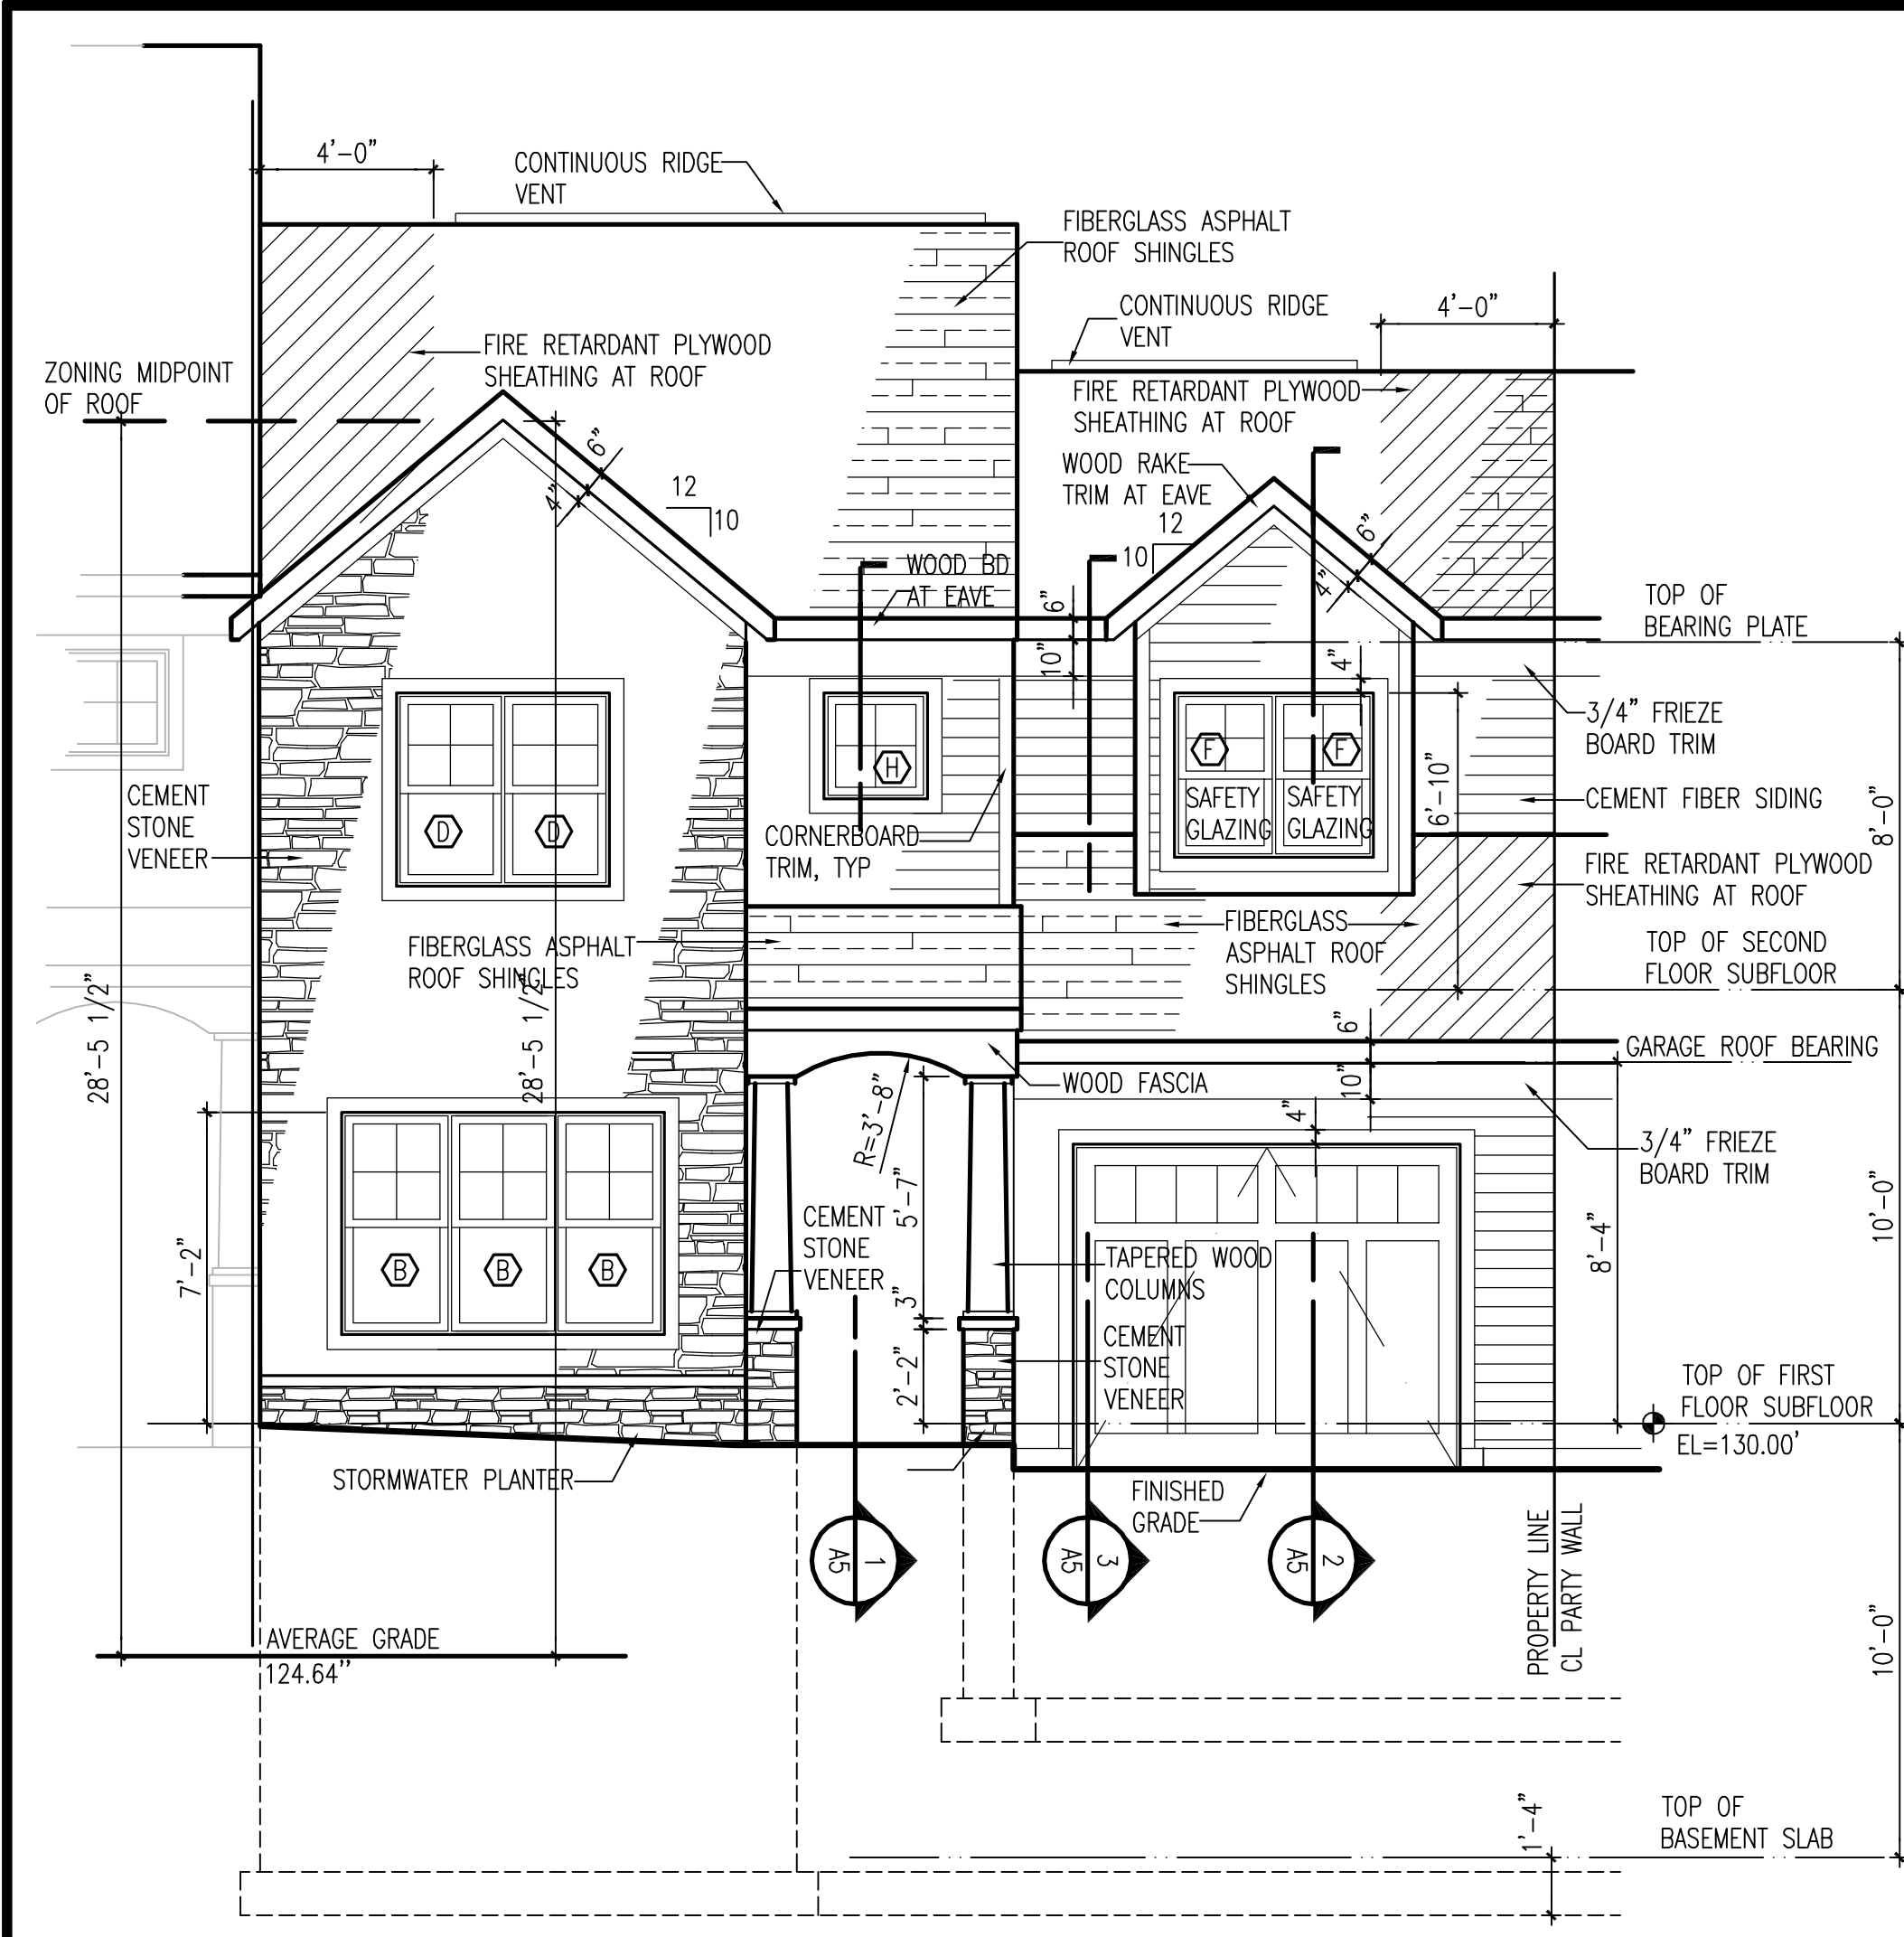 4'-0"
CONTINUOUS RIDGE
VENT
FIBERGLASS ASPHALT
ROOF SHINGLES
CONTINUOUS RIDGE
VENT
4'-0"
FIRE RETARDANT PLYWOOD
SHEATHING AT ROOF
ZONING MIDPOINT
OF ROOF
FIRE RETARDANT PLYWOOD
SHEATHING AT ROOF
6"
4"
12
10
WOOD RAKE
TRIM AT EAVE
12
10
6"
4"
WOOD BD
AT EAVE
6"
10"
TOP OF
BEARING PLATE
4"
3/4" FRIEZE
BOARD TRIM
CEMENT
STONE
VENEER
D
D
H
F
F
SAFETY
GLAZING
SAFETY
GLAZING
6'-10"
CEMENT FIBER SIDING
8'-0"
CORNERBOARD
TRIM, TYP
FIRE RETARDANT PLYWOOD
SHEATHING AT ROOF
FIBERGLASS ASPHALT
ROOF SHINGLES
FIBERGLASS
ASPHALT ROOF
SHINGLES
TOP OF SECOND
FLOOR SUBFLOOR
28'-5 1/2"
28'-5 1/2"
6"
GARAGE ROOF BEARING
WOOD FASCIA
10"
R=3'-8"
4"
3/4" FRIEZE
BOARD TRIM
5'-7"
CEMENT
STONE
VENEER
7'-2"
B
B
B
TAPERED WOOD
COLUMNS
8'-4"
10'-0"
3"
CEMENT
STONE
VENEER
2'-2"
TOP OF FIRST
FLOOR SUBFLOOR
EL=130.00'
STORMWATER PLANTER
FINISHED
GRADE
1
A5
3
A5
2
A5
PROPERTY LINE
CL PARTY WALL
AVERAGE GRADE
124.64''
10'-0"
1'-4"
TOP OF
BASEMENT SLAB